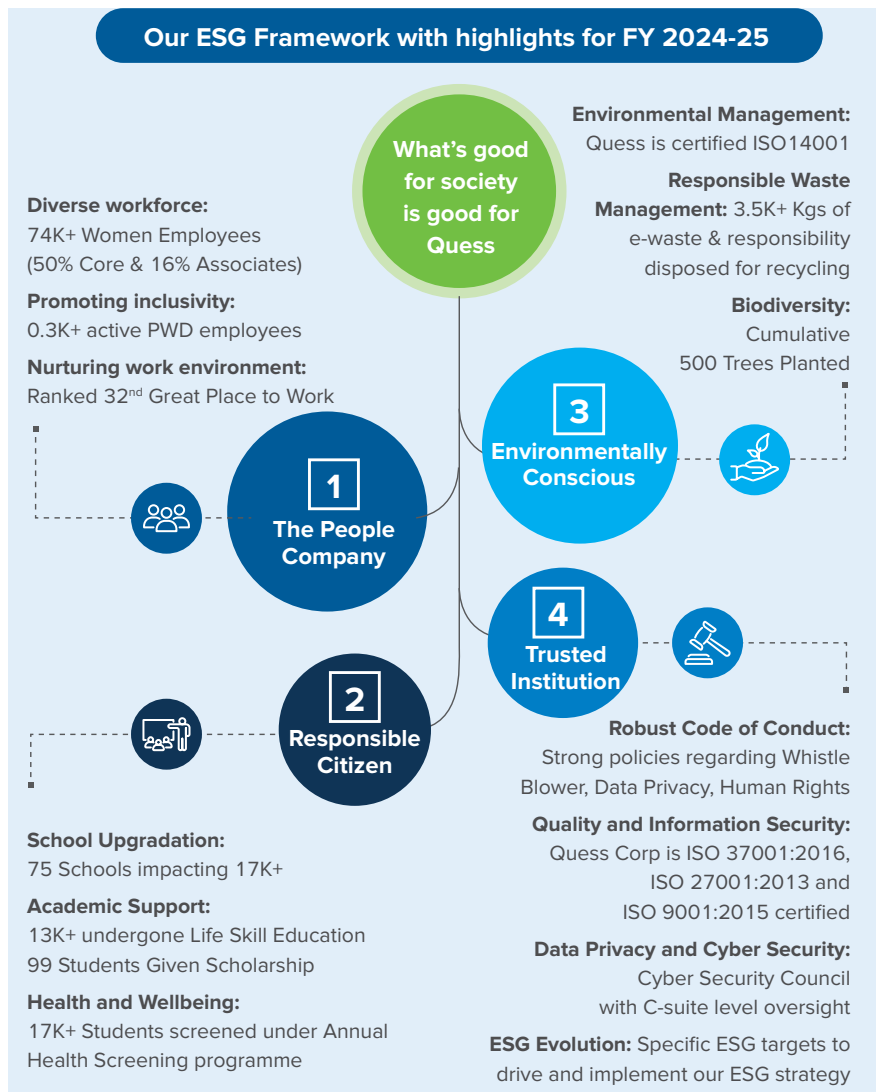 Our ESG Framework with highlights for FY 2024-25
What's good
for society
is good for
Quess
Diverse workforce:
74K+ Women Employees
(50% Core & 16% Associates)
Promoting inclusivity:
0.3K+ active PWD employees
Nurturing work environment:
Ranked 32nd Great Place to Work
1
The People
Company
2
Responsible
Citizen
School Upgradation:
75 Schools impacting 17K+
Academic Support:
13K+ undergone Life Skill Education
99 Students Given Scholarship
Health and Wellbeing:
17K+ Students screened under Annual
Health Screening programme
Environmental Management:
Quess is certified ISO14001
Responsible Waste
Management: 3.5K+ Kgs of
e-waste & responsibility
disposed for recycling
Biodiversity:
Cumulative
500 Trees Planted
3
Environmentally
Conscious
4
Trusted
Institution
Robust Code of Conduct:
Strong policies regarding Whistle
Blower, Data Privacy, Human Rights
Quality and Information Security:
Quess Corp is ISO 37001:2016,
ISO 27001:2013 and
ISO 9001:2015 certified
Data Privacy and Cyber Security:
Cyber Security Council
with C-suite level oversight
ESG Evolution: Specific ESG targets to
drive and implement our ESG strategy